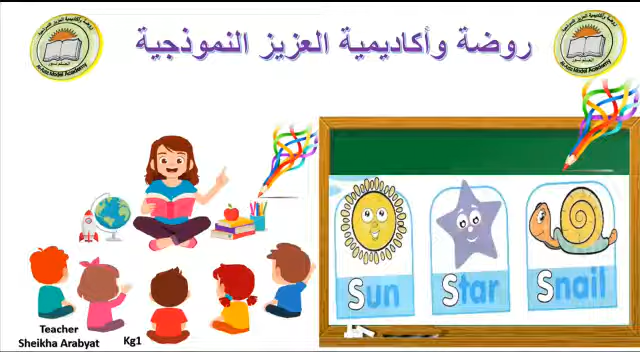 روضة وأكاديمية العزيز النموذجية
Sun
Star
Snail
Teacher
Sheikha Arabyat
Kg1